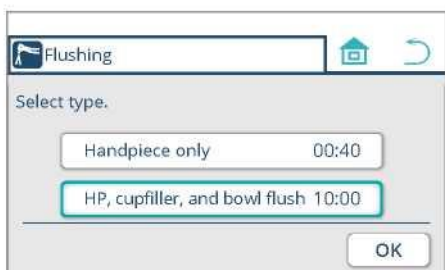 Flushing
Select type.
Handpiece only 00:40
HP, cupfiller, and bowl flush 10:00
OK